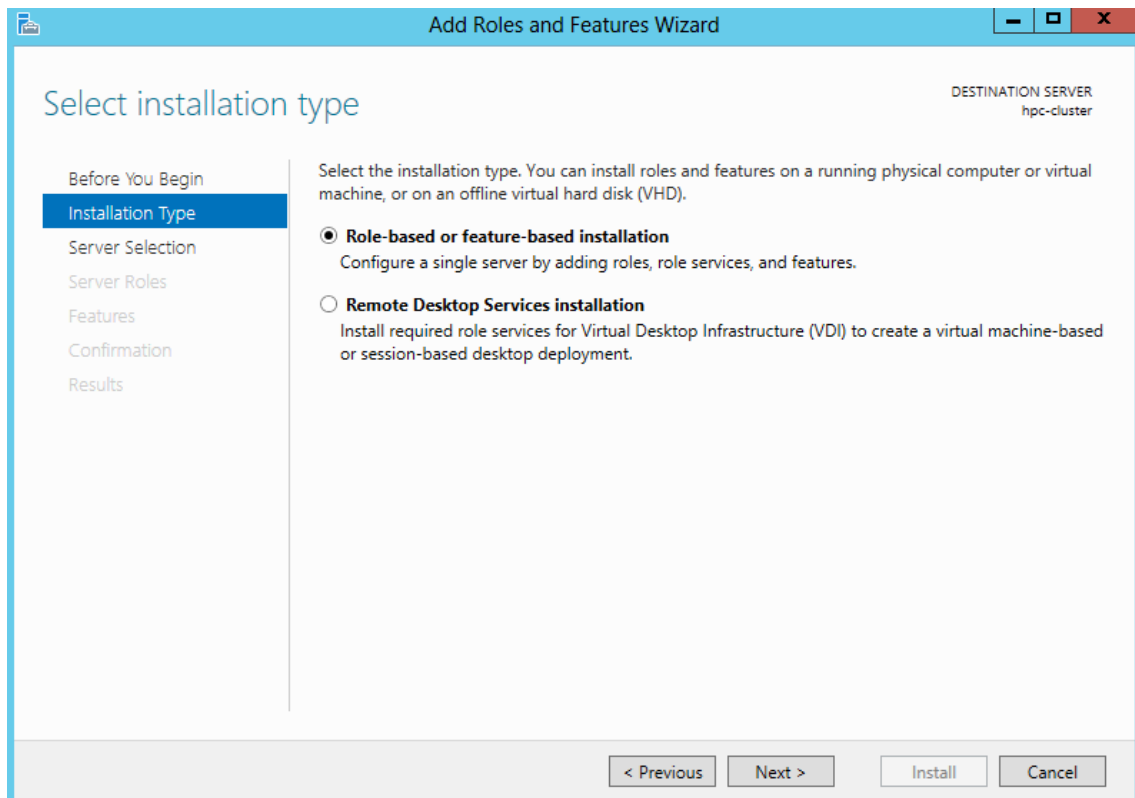 Add Roles and Features Wizard
Select installation type
DESTINATION SERVER
hpc-cluster
Before You Begin
Installation Type
Server Selection
Server Roles
Features
Confirmation
Results
Select the installation type. You can install roles and features on a running physical computer or virtual
machine, or on an offline virtual hard disk (VHD).
Role-based or feature-based installation
Configure a single server by adding roles, role services, and features.
Remote Desktop Services installation
Install required role services for Virtual Desktop Infrastructure (VDI) to create a virtual machine-based
or session-based desktop deployment.
< Previous
Next >
Install
Cancel